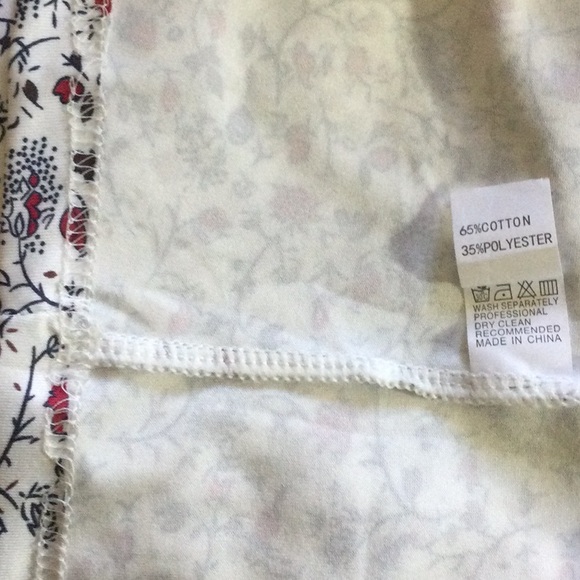 65%COTTON
35%POLYESTER
WASH SEPARATELY
PROFESSIONAL
DRY CLEAN
RECOMMENDED
MADE IN CHINA